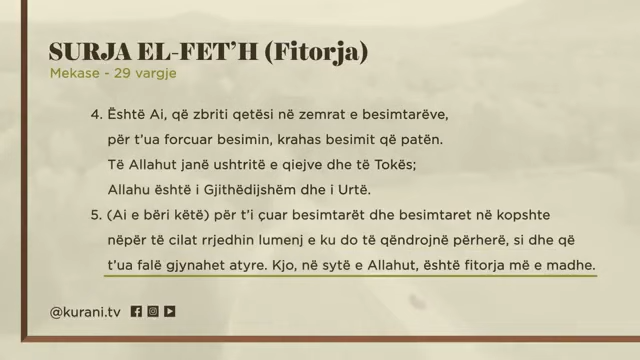 SURJA EL-FET’H (Fitorja)
Mekase - 29 vargje
4. Është Ai, që zbriti qetësi në zemrat e besimtarëve,
për t’ua forcuar besimin, krahas besimit që patën.
Të Allahut janë ushtritë e qiejve dhe të Tokës;
Allahu është i Gjithëdijshëm dhe i Urtë.
5. (Ai e bëri këtë) për t’i çuar besimtarët dhe besimtaret në kopshte
nëpër të cilat rrjedhin lumenj e ku do të qëndrojnë përherë, si dhe që
t’ua falë gjynahet atyre. Kjo, në sytë e Allahut, është fitorja më e madhe.
@kurani.tv